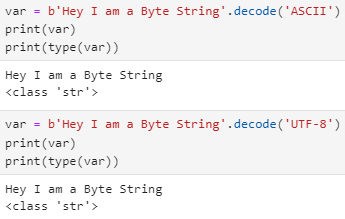 var = b'Hey I am a Byte String'.decode('ASCII')
print(var)
print(type(var))
Hey I am a Byte String
<class 'str'>
var = b'Hey I am a Byte String'.decode('UTF-8')
print(var)
print(type(var))
Hey I am a Byte String
<class 'str'>